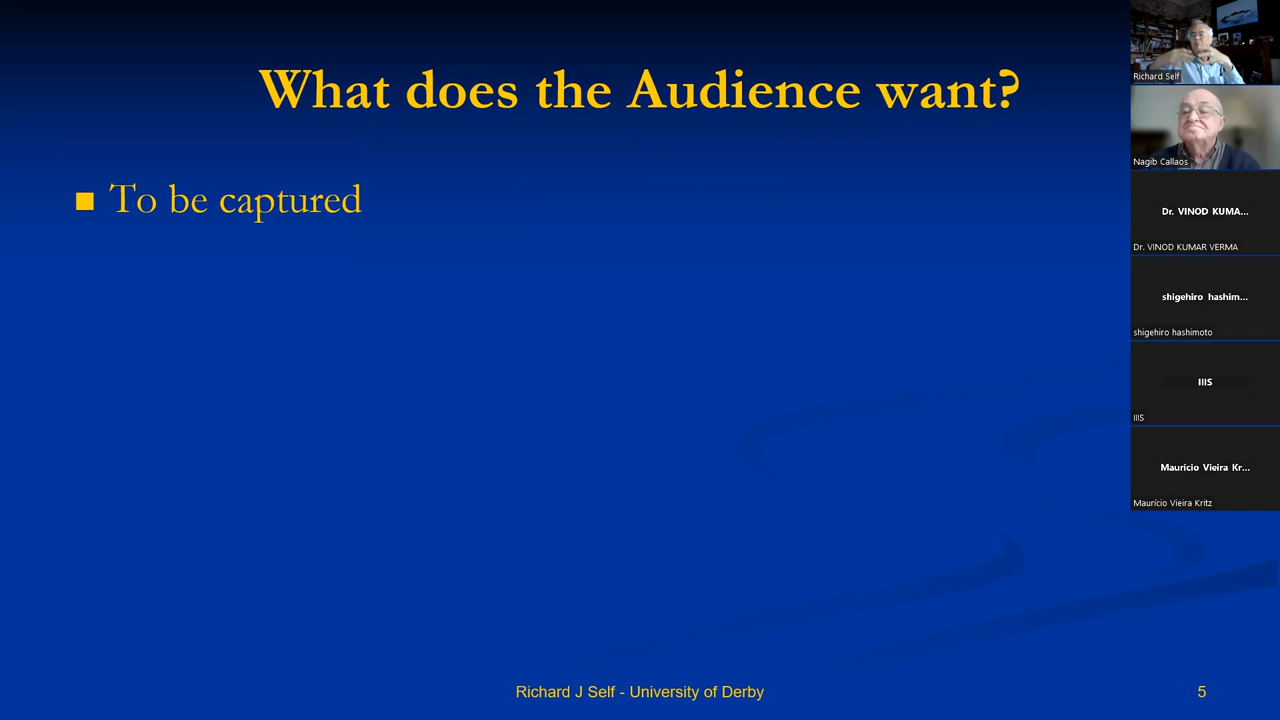 What does the Audience want?
To be captured
Richard J Self - University of Derby
5
Richard Self
Nagib Callaos
Dr. VINOD KUMA...
Dr. VINOD KUMAR VERMA
shigehiro hashim...
shigehiro hashimoto
IIIS
IIIS
Maurício Vieira Kr...
Maurício Vieira Kritz